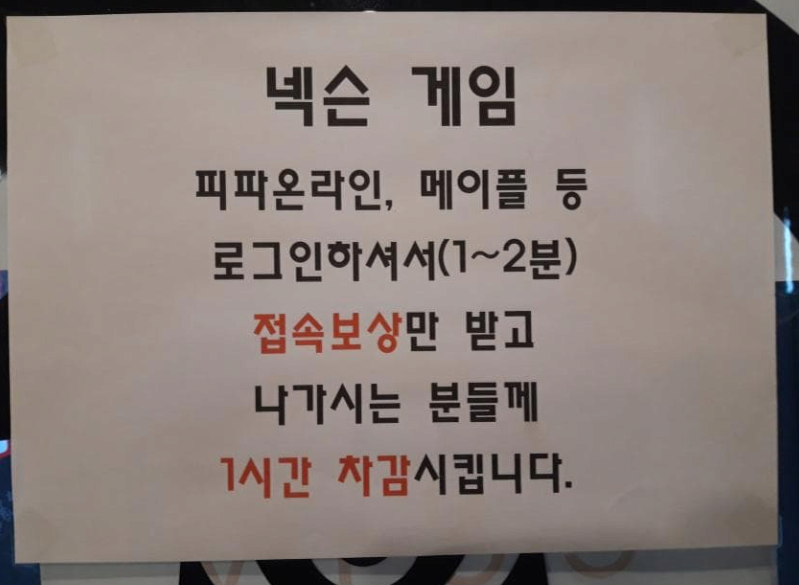 넥슨 게임
피파온라인, 메이플 등
로그인하셔서(1~2분)
접속보상만 받고
나가시는 분들께
1시간 차감시킵니다.